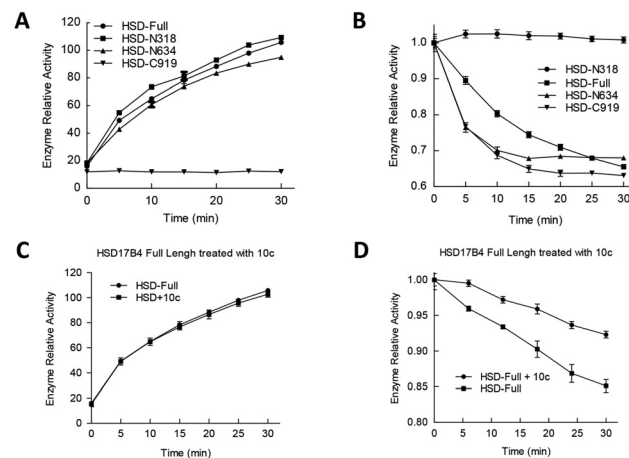 A
HSD-Full
HSD-N318
HSD-N634
HSD-C919
Enzyme Relative Activity
120
100
80
60
40
20
0
0 5 10 15 20 25 30
Time (min)
B
HSD-N318
HSD-Full
HSD-N634
HSD-C919
Enzyme Relative Activity
1.0
0.9
0.8
0.7
0.6
0 5 10 15 20 25 30
Time (min)
C
HSD17B4 Full Lengh treated with 10c
HSD-Full
HSD+10c
Enzyme Relative Activity
120
100
80
60
40
20
0
0 5 10 15 20 25 30
Time (min)
D
HSD17B4 Full Lengh treated with 10c
HSD-Full + 10c
HSD-Full
Enzyme Relative Activity
1.00
0.95
0.90
0.85
0.80
0 5 10 15 20 25 30
Time (min)